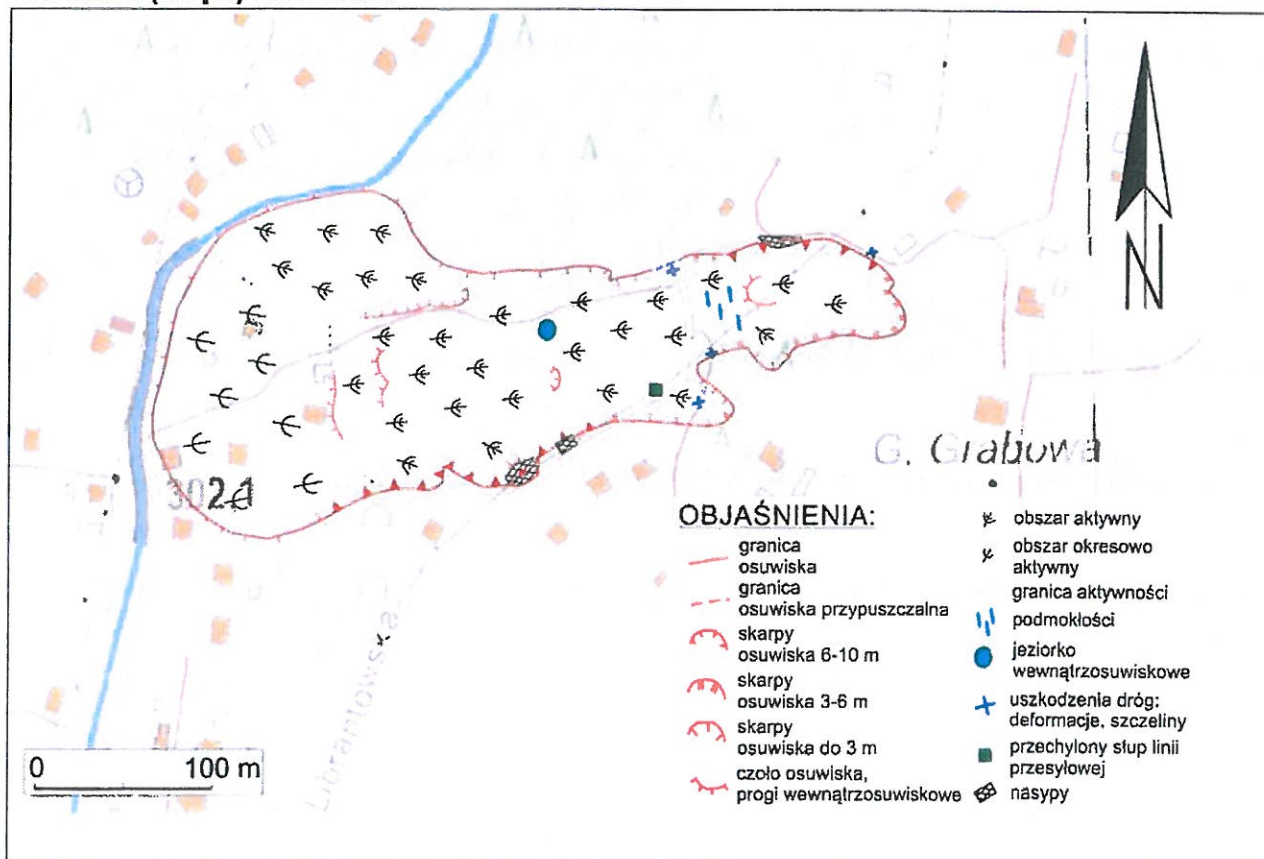 N
G. Grabowa
3021
Librantowska
0 100 m
OBJAŚNIENIA:
granica
osuwiska
granica
osuwiska przypuszczalna
skarpy
osuwiska 6-10 m
skarpy
osuwiska 3-6 m
skarpy
osuwiska do 3 m
czoło osuwiska,
progi wewnątrzosuwiskowe
obszar aktywny
obszar okresowo
aktywny
granica aktywności
podmokłości
jeziorko
wewnątrzosuwiskowe
uszkodzenia dróg:
deformacje, szczeliny
przechylony słup linii
przesyłowej
nasypy